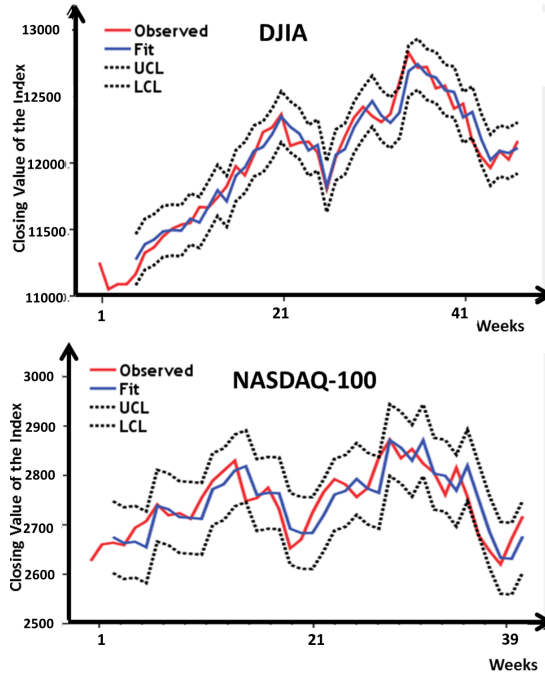 DJIA
Closing Value of the Index
13000
12500
12000
11500
11000
Observed
Fit
UCL
LCL
1
21
41
Weeks
NASDAQ-100
Closing Value of the Index
3000
2900
2800
2700
2600
2500
Observed
Fit
UCL
LCL
1
21
39
Weeks